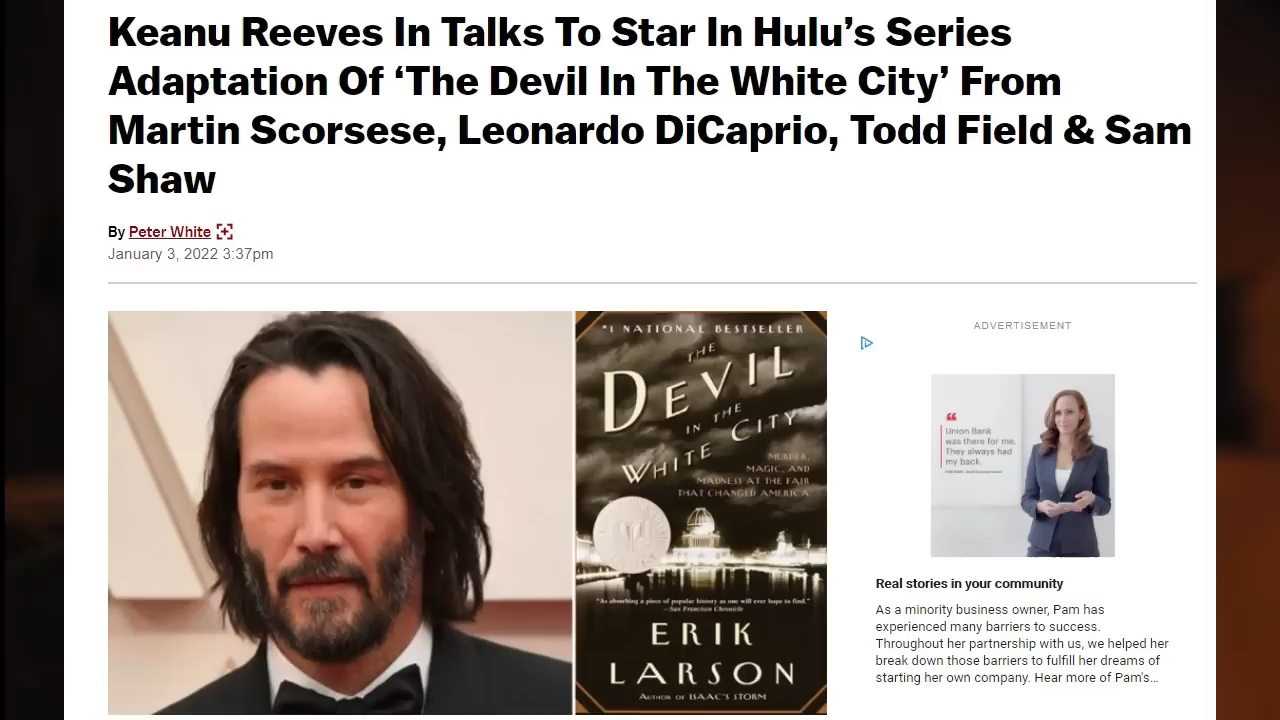 Keanu Reeves In Talks To Star In Hulu’s Series
Adaptation Of ‘The Devil In The White City’ From
Martin Scorsese, Leonardo DiCaprio, Todd Field & Sam
Shaw
By Peter White
January 3, 2022 3:37pm
"#1 NATIONAL BESTSELLER
THE
DEVIL
IN THE
WHITE CITY
MURDER,
MAGIC, AND
MADNESS AT THE FAIR
THAT CHANGED AMERICA
"As absorbing a piece of popular history as one will ever hope to find."
—San Francisco Chronicle
ERIK
LARSON
AUTHOR OF ISAAC'S STORM
ADVERTISEMENT
Union Bank
was there for me.
They always had
my back.
Real stories in your community
As a minority business owner, Pam has
experienced many barriers to success.
Throughout her partnership with us, we helped her
break down those barriers to fulfill her dreams of
starting her own company. Hear more of Pam's...